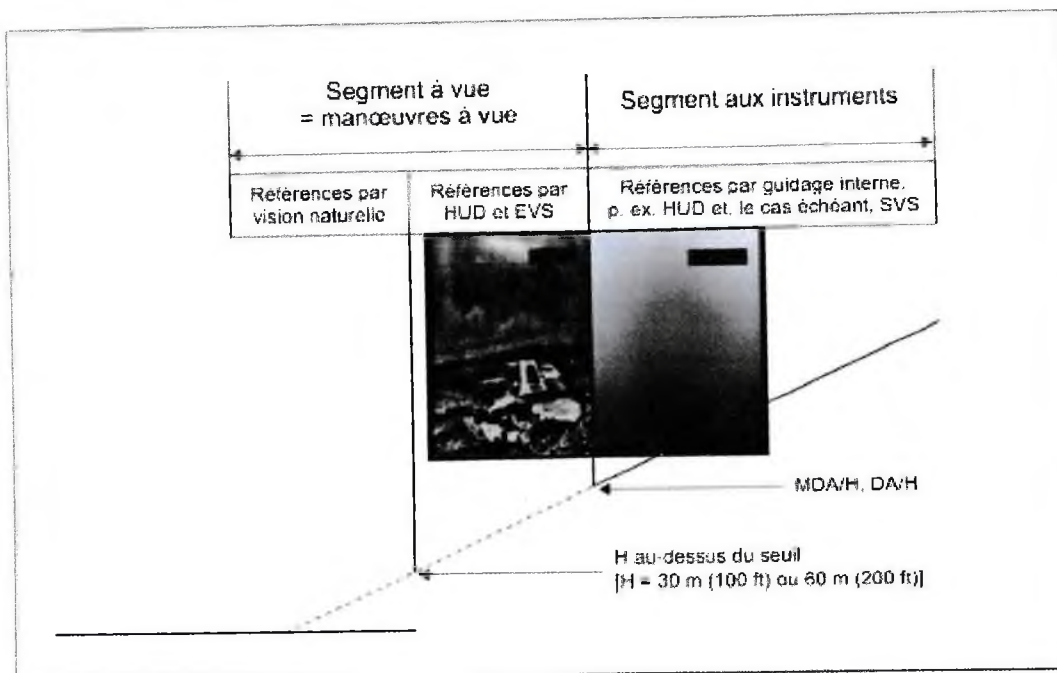 Segment à vue
= manœuvres à vue
Segment aux instruments
Références par
vision naturelle
Références par
HUD et EVS
Références par guidage interne,
p. ex. HUD et, le cas échéant, SVS
MDA/H, DA/H
H au-dessus du seuil
[H = 30 m (100 ft) ou 60 m (200 ft)]